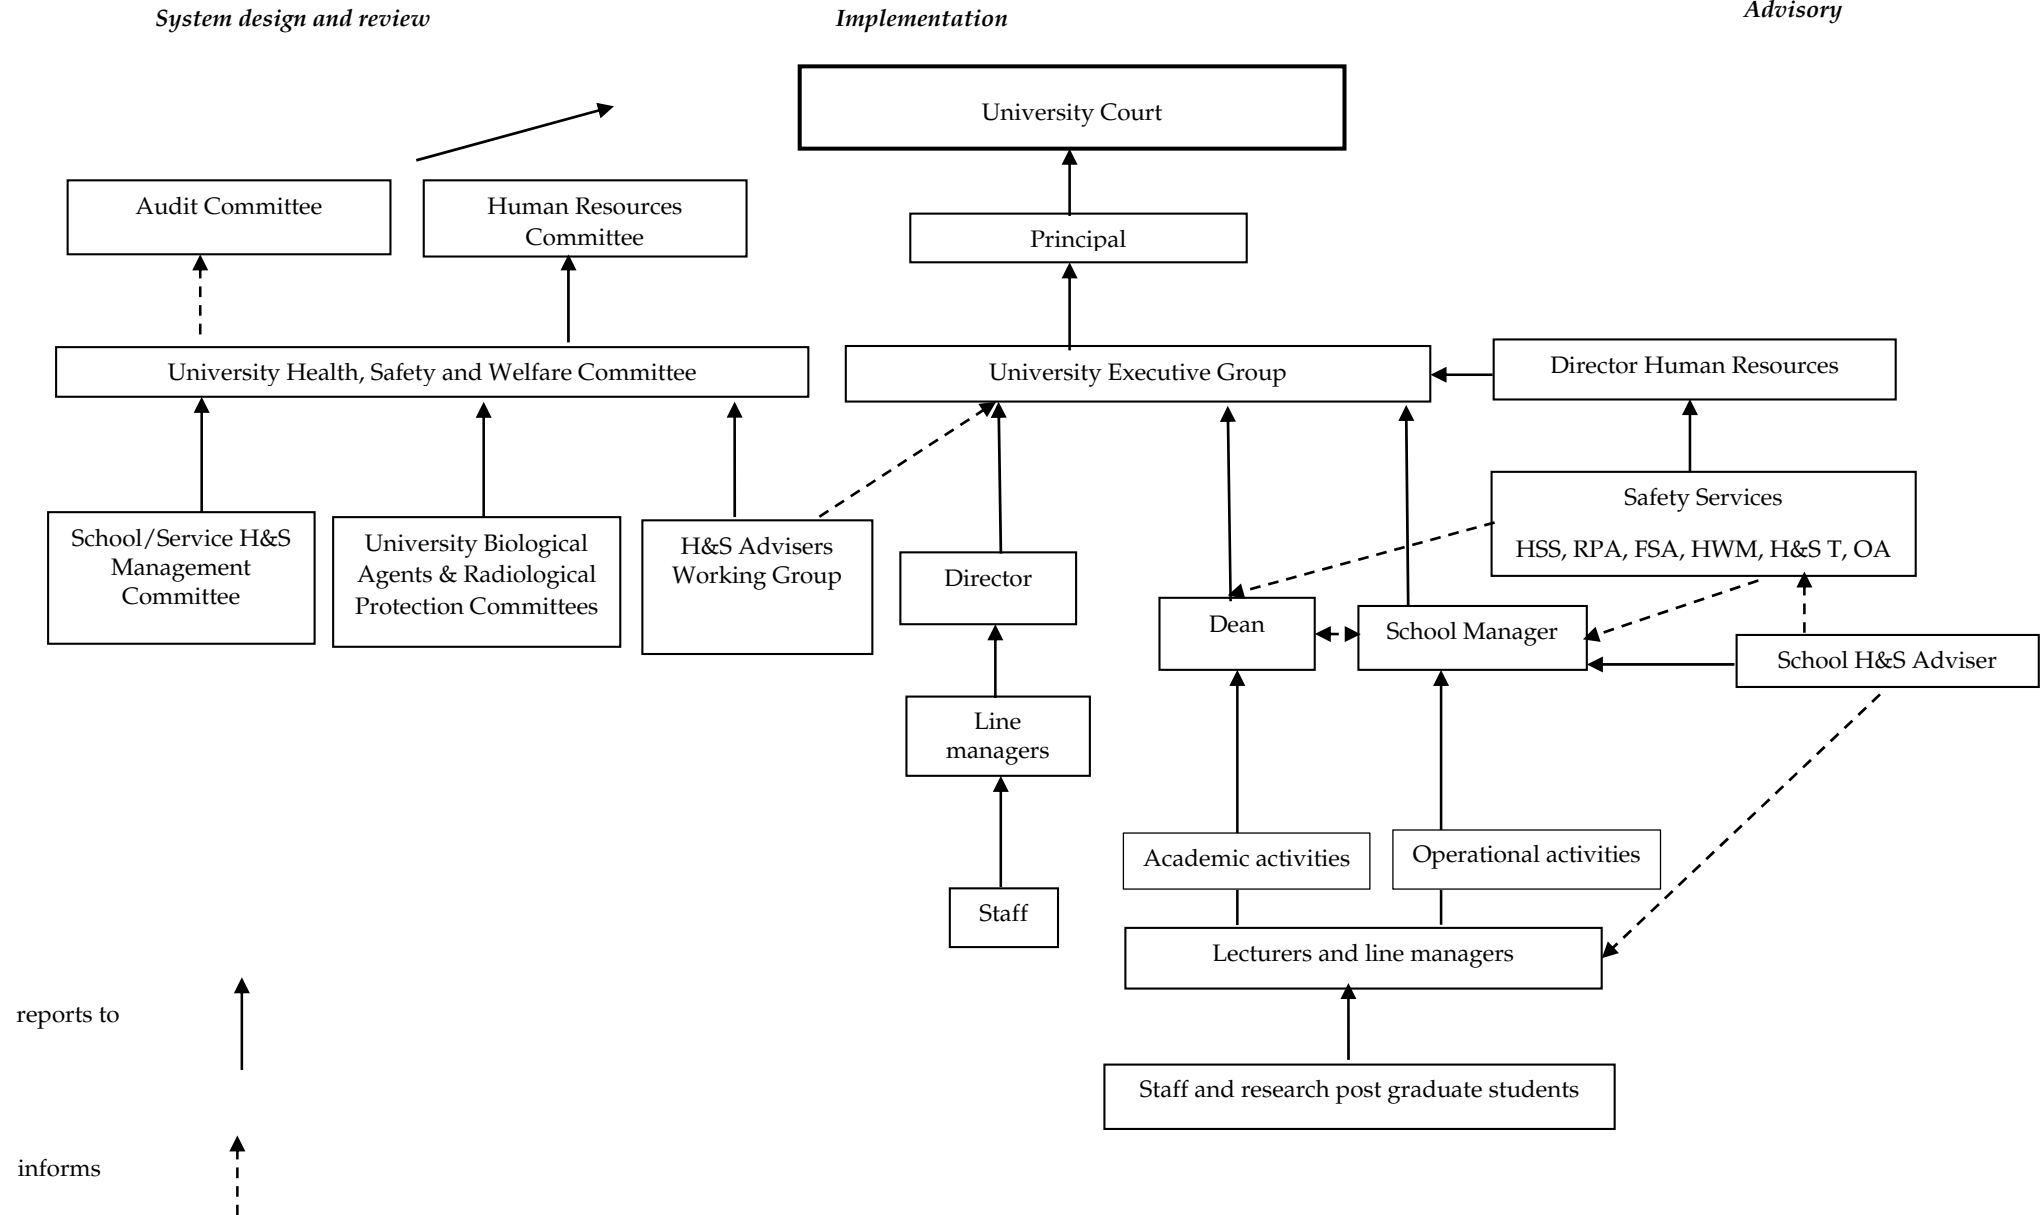 System design and review
Implementation
Advisory
University Court
Audit Committee
Human Resources
Committee
Principal
University Health, Safety and Welfare Committee
University Executive Group
Director Human Resources
Safety Services
HSS, RPA, FSA, HWM, H&S T, OA
School/Service H&S
Management
Committee
University Biological
Agents & Radiological
Protection Committees
H&S Advisers
Working Group
Director
Dean
School Manager
School H&S Adviser
Line
managers
Academic activities
Operational activities
Staff
Lecturers and line managers
reports to
Staff and research post graduate students
informs